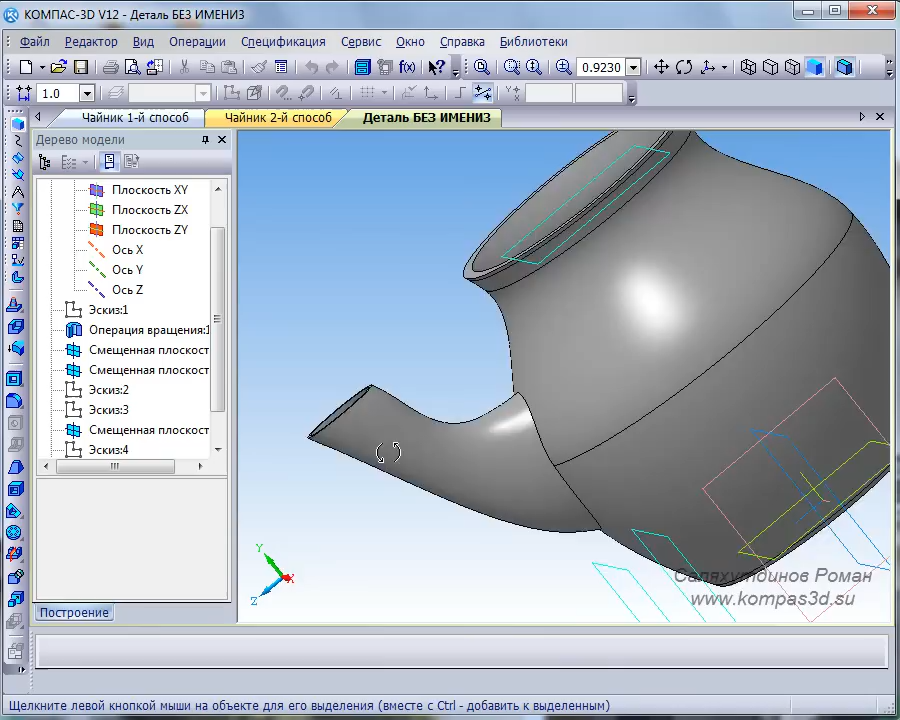 КОМПАС-3D V12 - Деталь БЕЗ ИМЕНИ3
Файл Редактор Вид Операции Спецификация Сервис Окно Справка Библиотеки
f(x) ? 0.9230
1.0
Чайник 1-й способ Чайник 2-й способ Деталь БЕЗ ИМЕНИ3
Дерево модели
Плоскость XY
Плоскость ZX
Плоскость ZY
Ось X
Ось Y
Ось Z
Эскиз:1
Операция вращения:1
Смещенная плоскост
Смещенная плоскост
Эскиз:2
Эскиз:3
Смещенная плоскост
Эскиз:4
Y
X
Z
Саляхутдинов Роман
www.kompas3d.su
Построение
Щелкните левой кнопкой мыши на объекте для его выделения (вместе с Ctrl - добавить к выделенным)